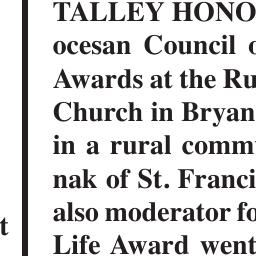 TALLEY HONO
ocesan Council o
Awards at the Ru
Church in Bryan
in a rural comm
nak of St. Franci
also moderator fo
Life Award went
t